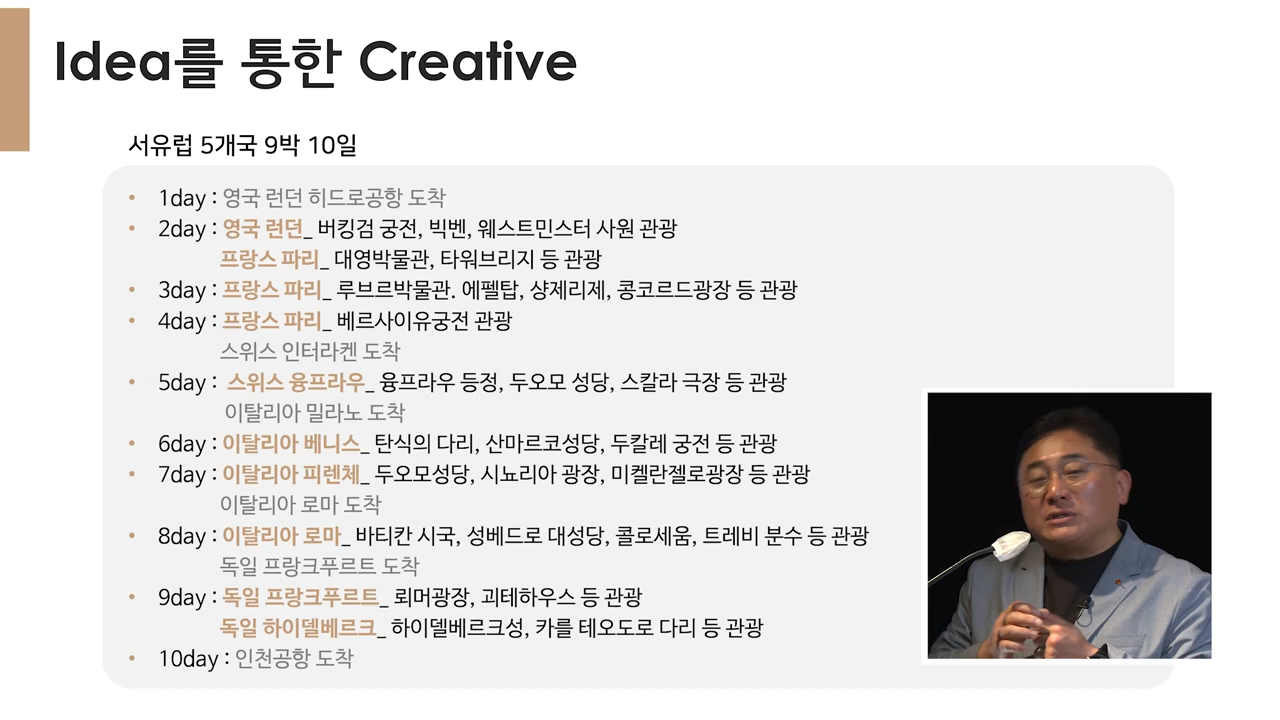 Idea를 통한 Creative
서유럽 5개국 9박 10일
• 1day : 영국 런던 히드로공항 도착
• 2day : 영국 런던_ 버킹검 궁전, 빅벤, 웨스트민스터 사원 관광
프랑스 파리_ 대영박물관, 타워브리지 등 관광
• 3day : 프랑스 파리_ 루브르박물관. 에펠탑, 샹제리제, 콩코르드광장 등 관광
• 4day : 프랑스 파리_ 베르사이유궁전 관광
스위스 인터라켄 도착
• 5day : 스위스 융프라우_ 융프라우 등정, 두오모 성당, 스칼라 극장 등 관광
이탈리아 밀라노 도착
• 6day : 이탈리아 베니스_ 탄식의 다리, 산마르코성당, 두칼레 궁전 등 관광
• 7day : 이탈리아 피렌체_ 두오모성당, 시뇨리아 광장, 미켈란젤로광장 등 관광
이탈리아 로마 도착
• 8day : 이탈리아 로마_ 바티칸 시국, 성베드로 대성당, 콜로세움, 트레비 분수 등 관광
독일 프랑크푸르트 도착
• 9day : 독일 프랑크푸르트_ 뢰머광장, 괴테하우스 등 관광
독일 하이델베르크_ 하이델베르크성, 카를 테오도로 다리 등 관광
• 10day : 인천공항 도착